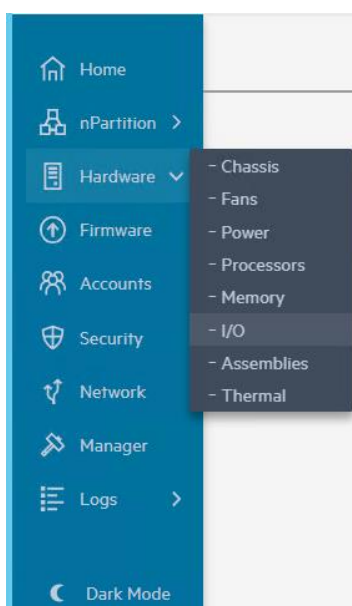 Home
nPartition
Hardware
- Chassis
- Fans
- Power
- Processors
- Memory
- I/O
- Assemblies
- Thermal
Firmware
Accounts
Security
Network
Manager
Logs
Dark Mode